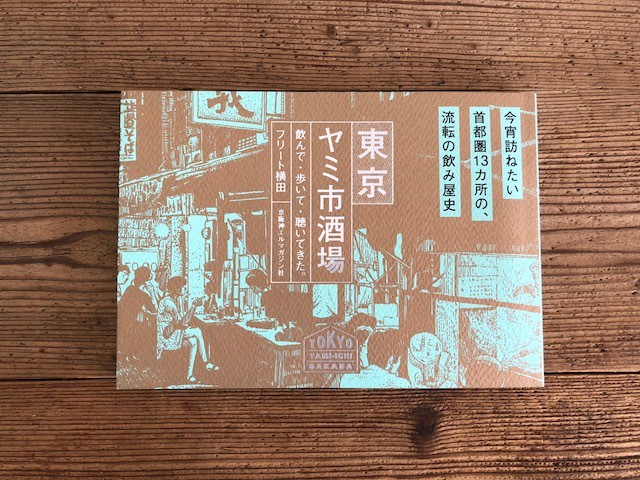 今宵訪ねたい
首都圏13カ所の、
流転の飲み屋史
東京
ヤミ市酒場
飲んで・歩いて・聴いてきた。
フリート横田
京阪神エルマガジン社
TOKYO
YAMI-ICHI
SAKABA